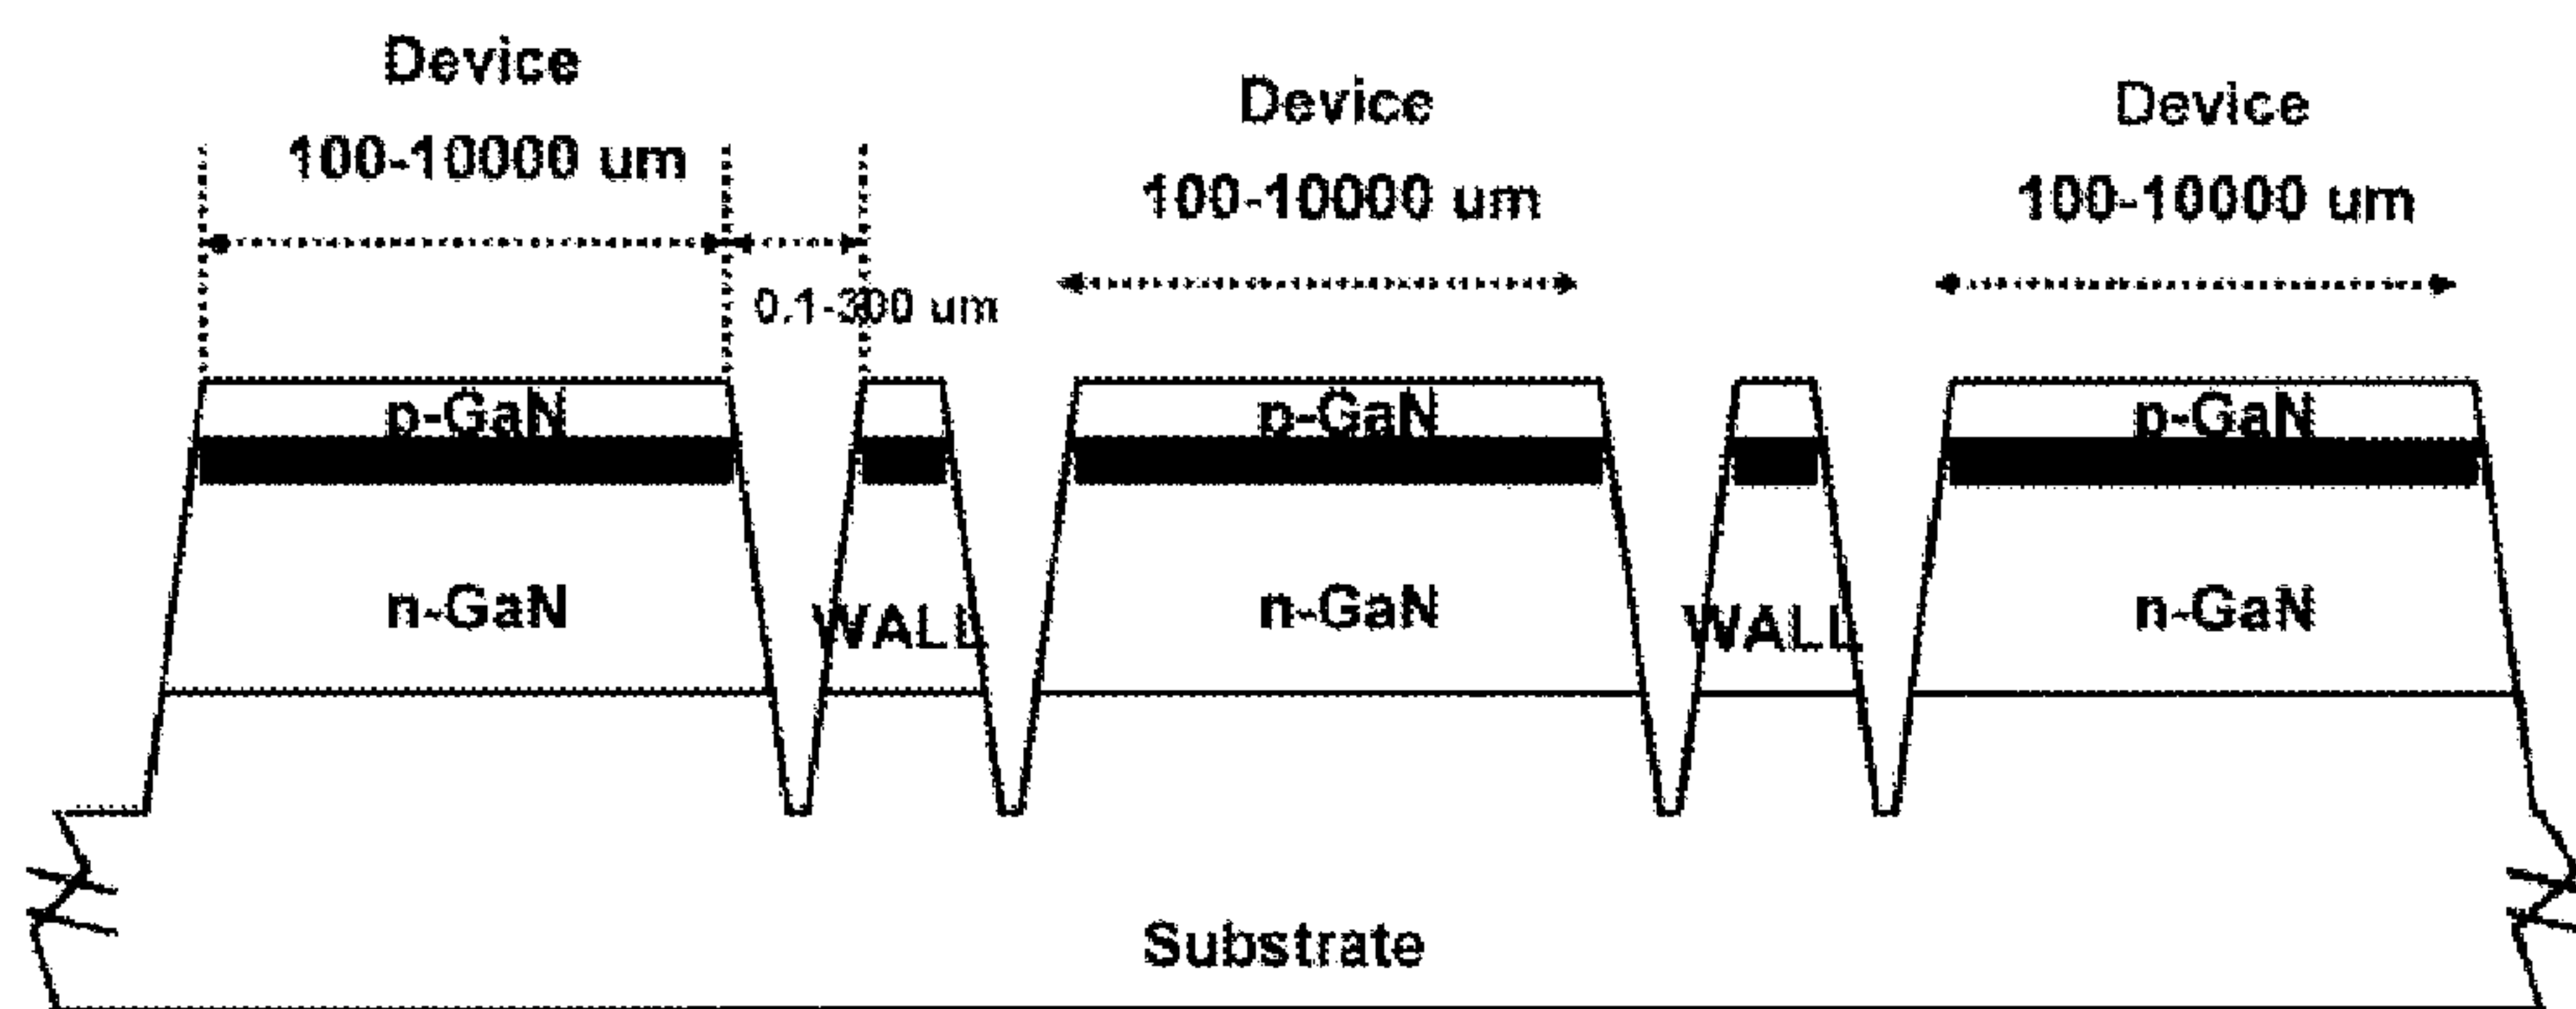 Device
100-10000 um
Device
100-10000 um
Device
100-10000 um
0.1-300 um
p-GaN
p-GaN
p-GaN
n-GaN
WALL
n-GaN
WALL
n-GaN
Substrate